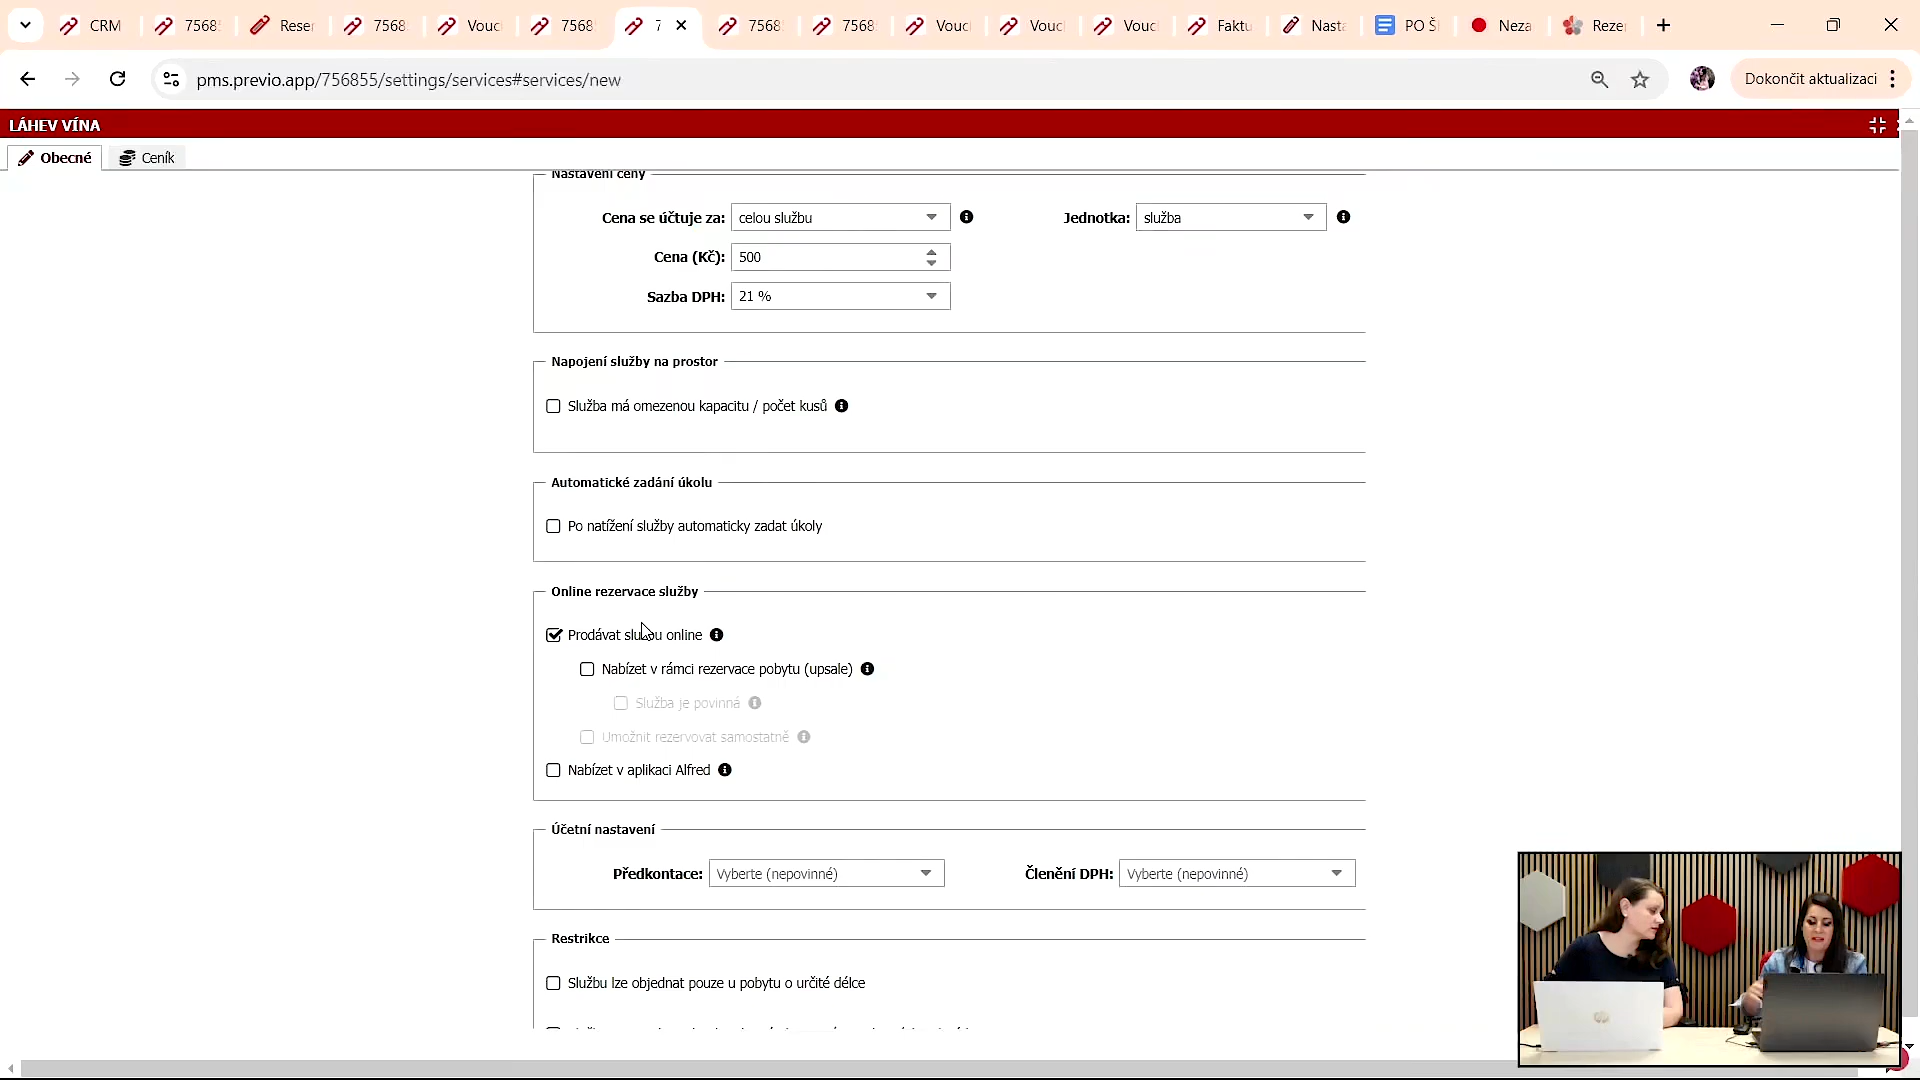 CRM
7568
Reser
7568
Vouc
7568
7
7568
7568
Vouc
Vouc
Vouc
Faktu
Nasta
PO Š
Neza
Rezer
pms.previo.app/756855/settings/services#services/new
Dokončit aktualizaci
LÁHEV VÍNA
Obecné
Ceník
Nastavení ceny
Cena se účtuje za: celou službu Jednotka: služba
Cena (Kč): 500
Sazba DPH: 21 %
Napojení služby na prostor
Služba má omezenou kapacitu / počet kusů
Automatické zadání úkolu
Po natížení služby automaticky zadat úkoly
Online rezervace služby
Prodávat službu online
Nabízet v rámci rezervace pobytu (upsale)
Služba je povinná
Umožnit rezervovat samostatně
Nabízet v aplikaci Alfred
Účetní nastavení
Předkontace: Vyberte (nepovinné) Členění DPH: Vyberte (nepovinné)
Restrikce
Službu lze objednat pouze u pobytu o určité délce